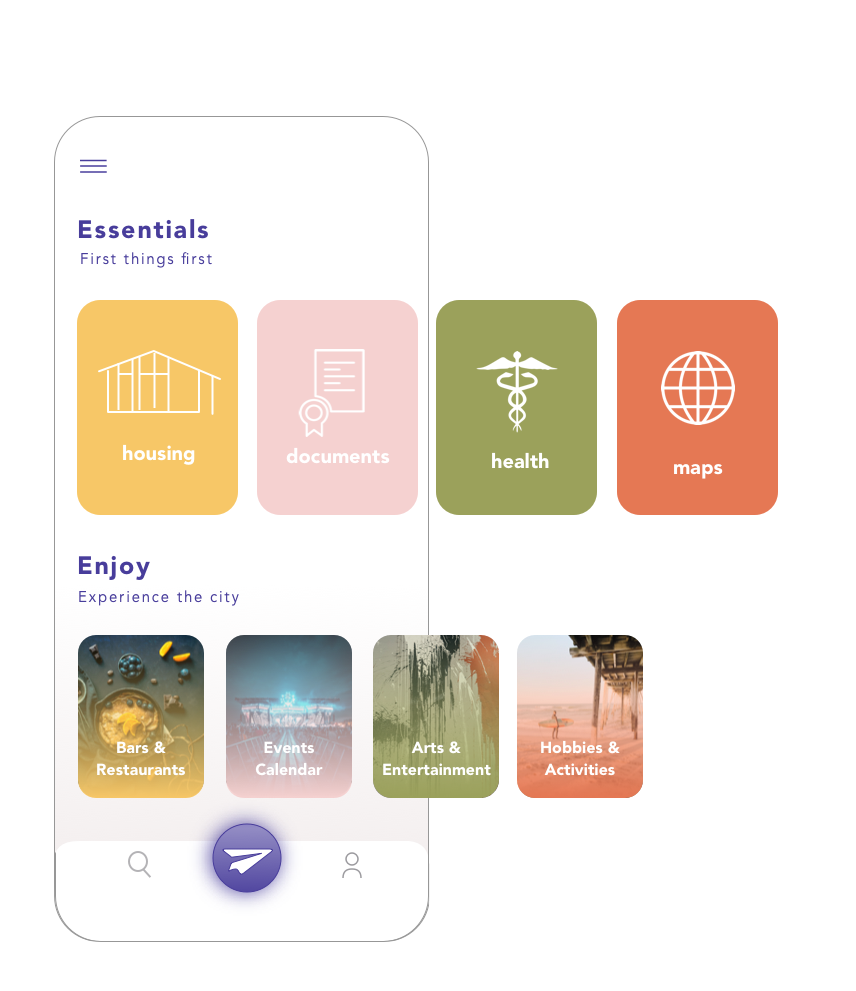 Essentials
First things first
housing
documents
health
maps
Enjoy
Experience the city
Bars &
Restaurants
Events
Calendar
Arts &
Entertainment
Hobbies &
Activities